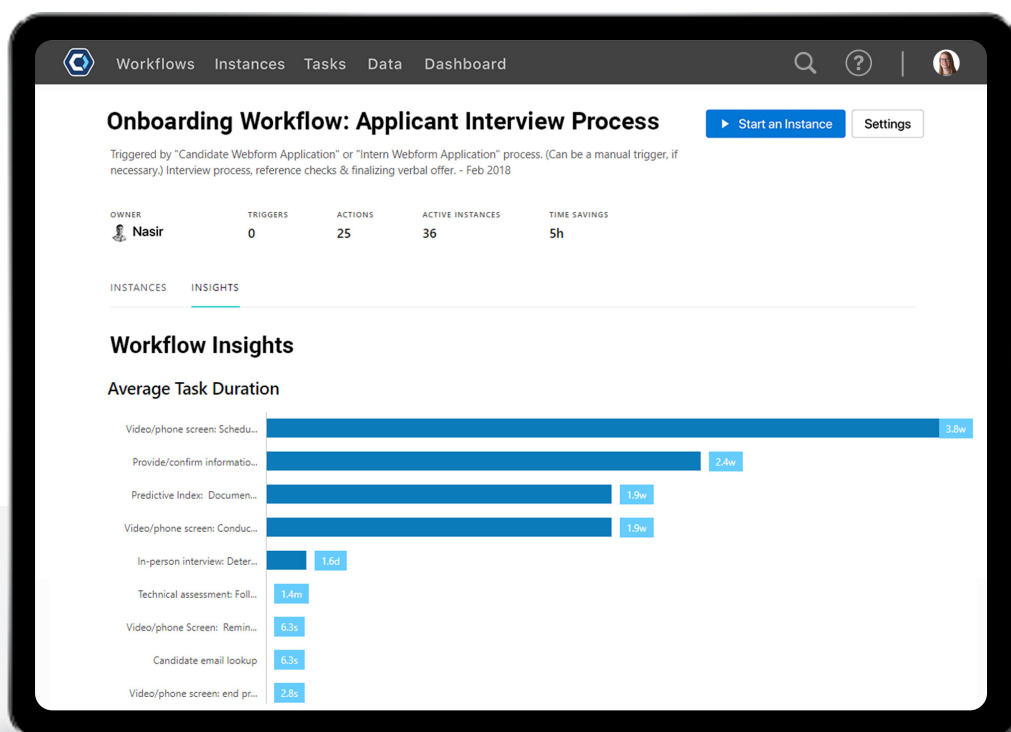 Workflows Instances Tasks Data Dashboard
?
Onboarding Workflow: Applicant Interview Process
Start an Instance
Settings
Triggered by "Candidate Webform Application" or "Intern Webform Application" process. (Can be a manual trigger, if
necessary.) Interview process, reference checks & finalizing verbal offer. - Feb 2018
OWNER TRIGGERS ACTIONS ACTIVE INSTANCES TIME SAVINGS
Nasir 0 25 36 5h
INSTANCES INSIGHTS
Workflow Insights
Average Task Duration
Video/phone screen: Schedu... 3.8w
Provide/confirm informatio... 2.4w
Predictive Index: Documen... 1.9w
Video/phone screen: Conduc... 1.9w
In-person interview: Deter... 1.6d
Technical assessment: Foll... 1.4m
Video/phone Screen: Remin... 6.3s
Candidate email lookup 6.3s
Video/phone screen: end pr... 2.8s